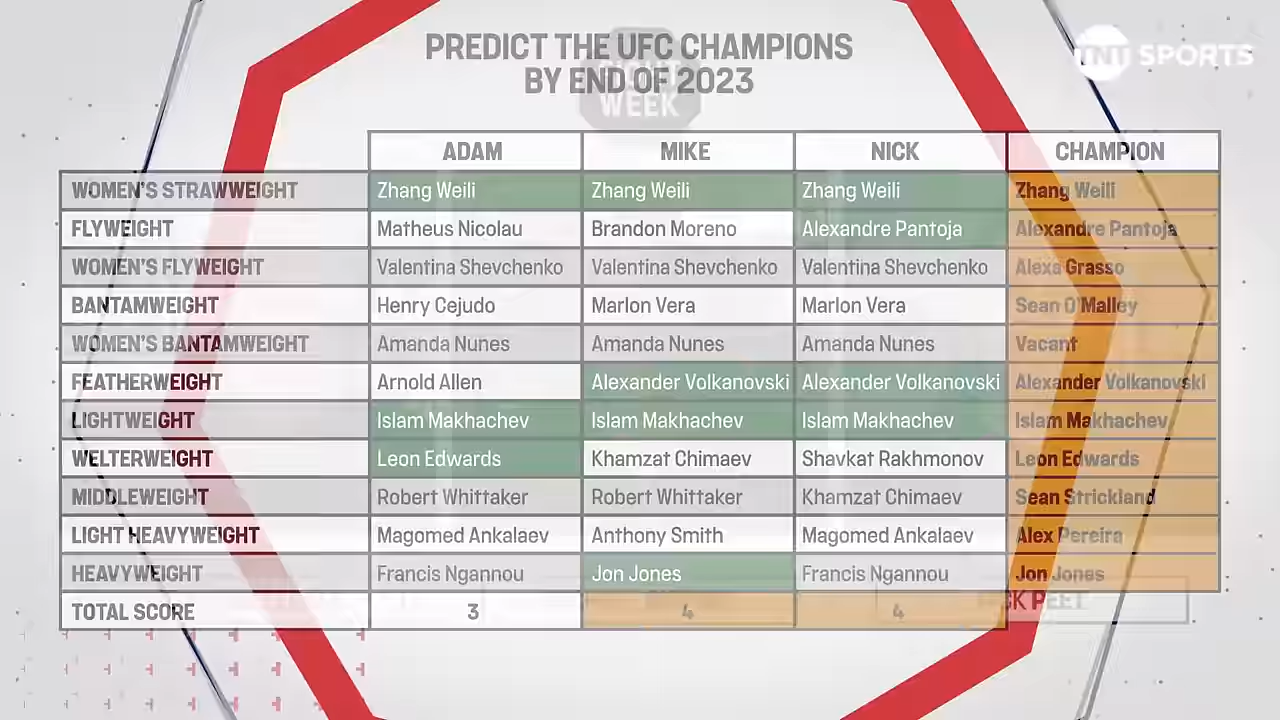 PREDICT THE UFC CHAMPIONS
BY END OF 2023
WEEK
TNT SPORTS
ADAM MIKE NICK CHAMPION
WOMEN'S STRAWWEIGHT Zhang Weili Zhang Weili Zhang Weili Zhang Weili
FLYWEIGHT Matheus Nicolau Brandon Moreno Alexandre Pantoja Alexandre Pantoja
WOMEN'S FLYWEIGHT Valentina Shevchenko Valentina Shevchenko Valentina Shevchenko Alexa Grasso
BANTAMWEIGHT Henry Cejudo Marlon Vera Marlon Vera Sean O'Malley
WOMEN'S BANTAMWEIGHT Amanda Nunes Amanda Nunes Amanda Nunes Vacant
FEATHERWEIGHT Arnold Allen Alexander Volkanovski Alexander Volkanovski Alexander Volkanovski
LIGHTWEIGHT Islam Makhachev Islam Makhachev Islam Makhachev Islam Makhachev
WELTERWEIGHT Leon Edwards Khamzat Chimaev Shavkat Rakhmonov Leon Edwards
MIDDLEWEIGHT Robert Whittaker Robert Whittaker Khamzat Chimaev Sean Strickland
LIGHT HEAVYWEIGHT Magomed Ankalaev Anthony Smith Magomed Ankalaev Alex Pereira
HEAVYWEIGHT Francis Ngannou Jon Jones Francis Ngannou Jon Jones
TOTAL SCORE 3 4 4
CK PEET